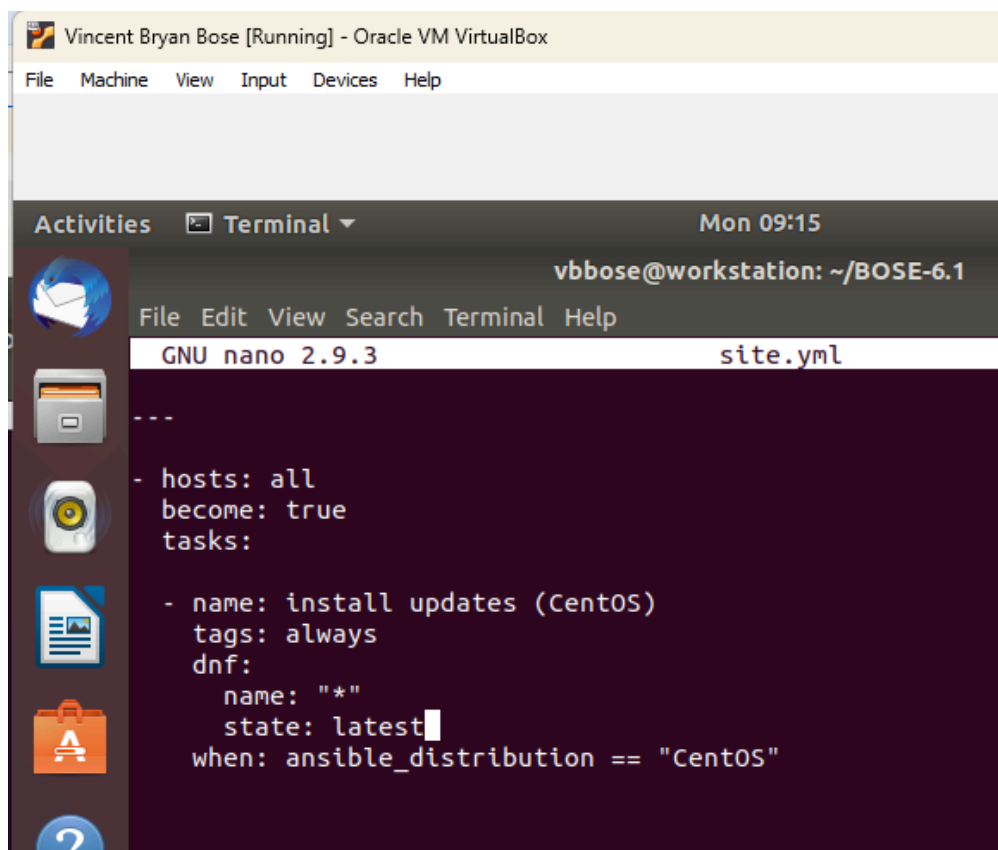 Vincent Bryan Bose [Running] - Oracle VM VirtualBox
File Machine View Input Devices Help
Activities Terminal Mon 09:15
vbbose@workstation: ~/BOSE-6.1
File Edit View Search Terminal Help
GNU nano 2.9.3 site.yml
---
- hosts: all
become: true
tasks:
- name: install updates (CentOS)
tags: always
dnf:
name: "*"
state: latest
when: ansible_distribution == "CentOS"